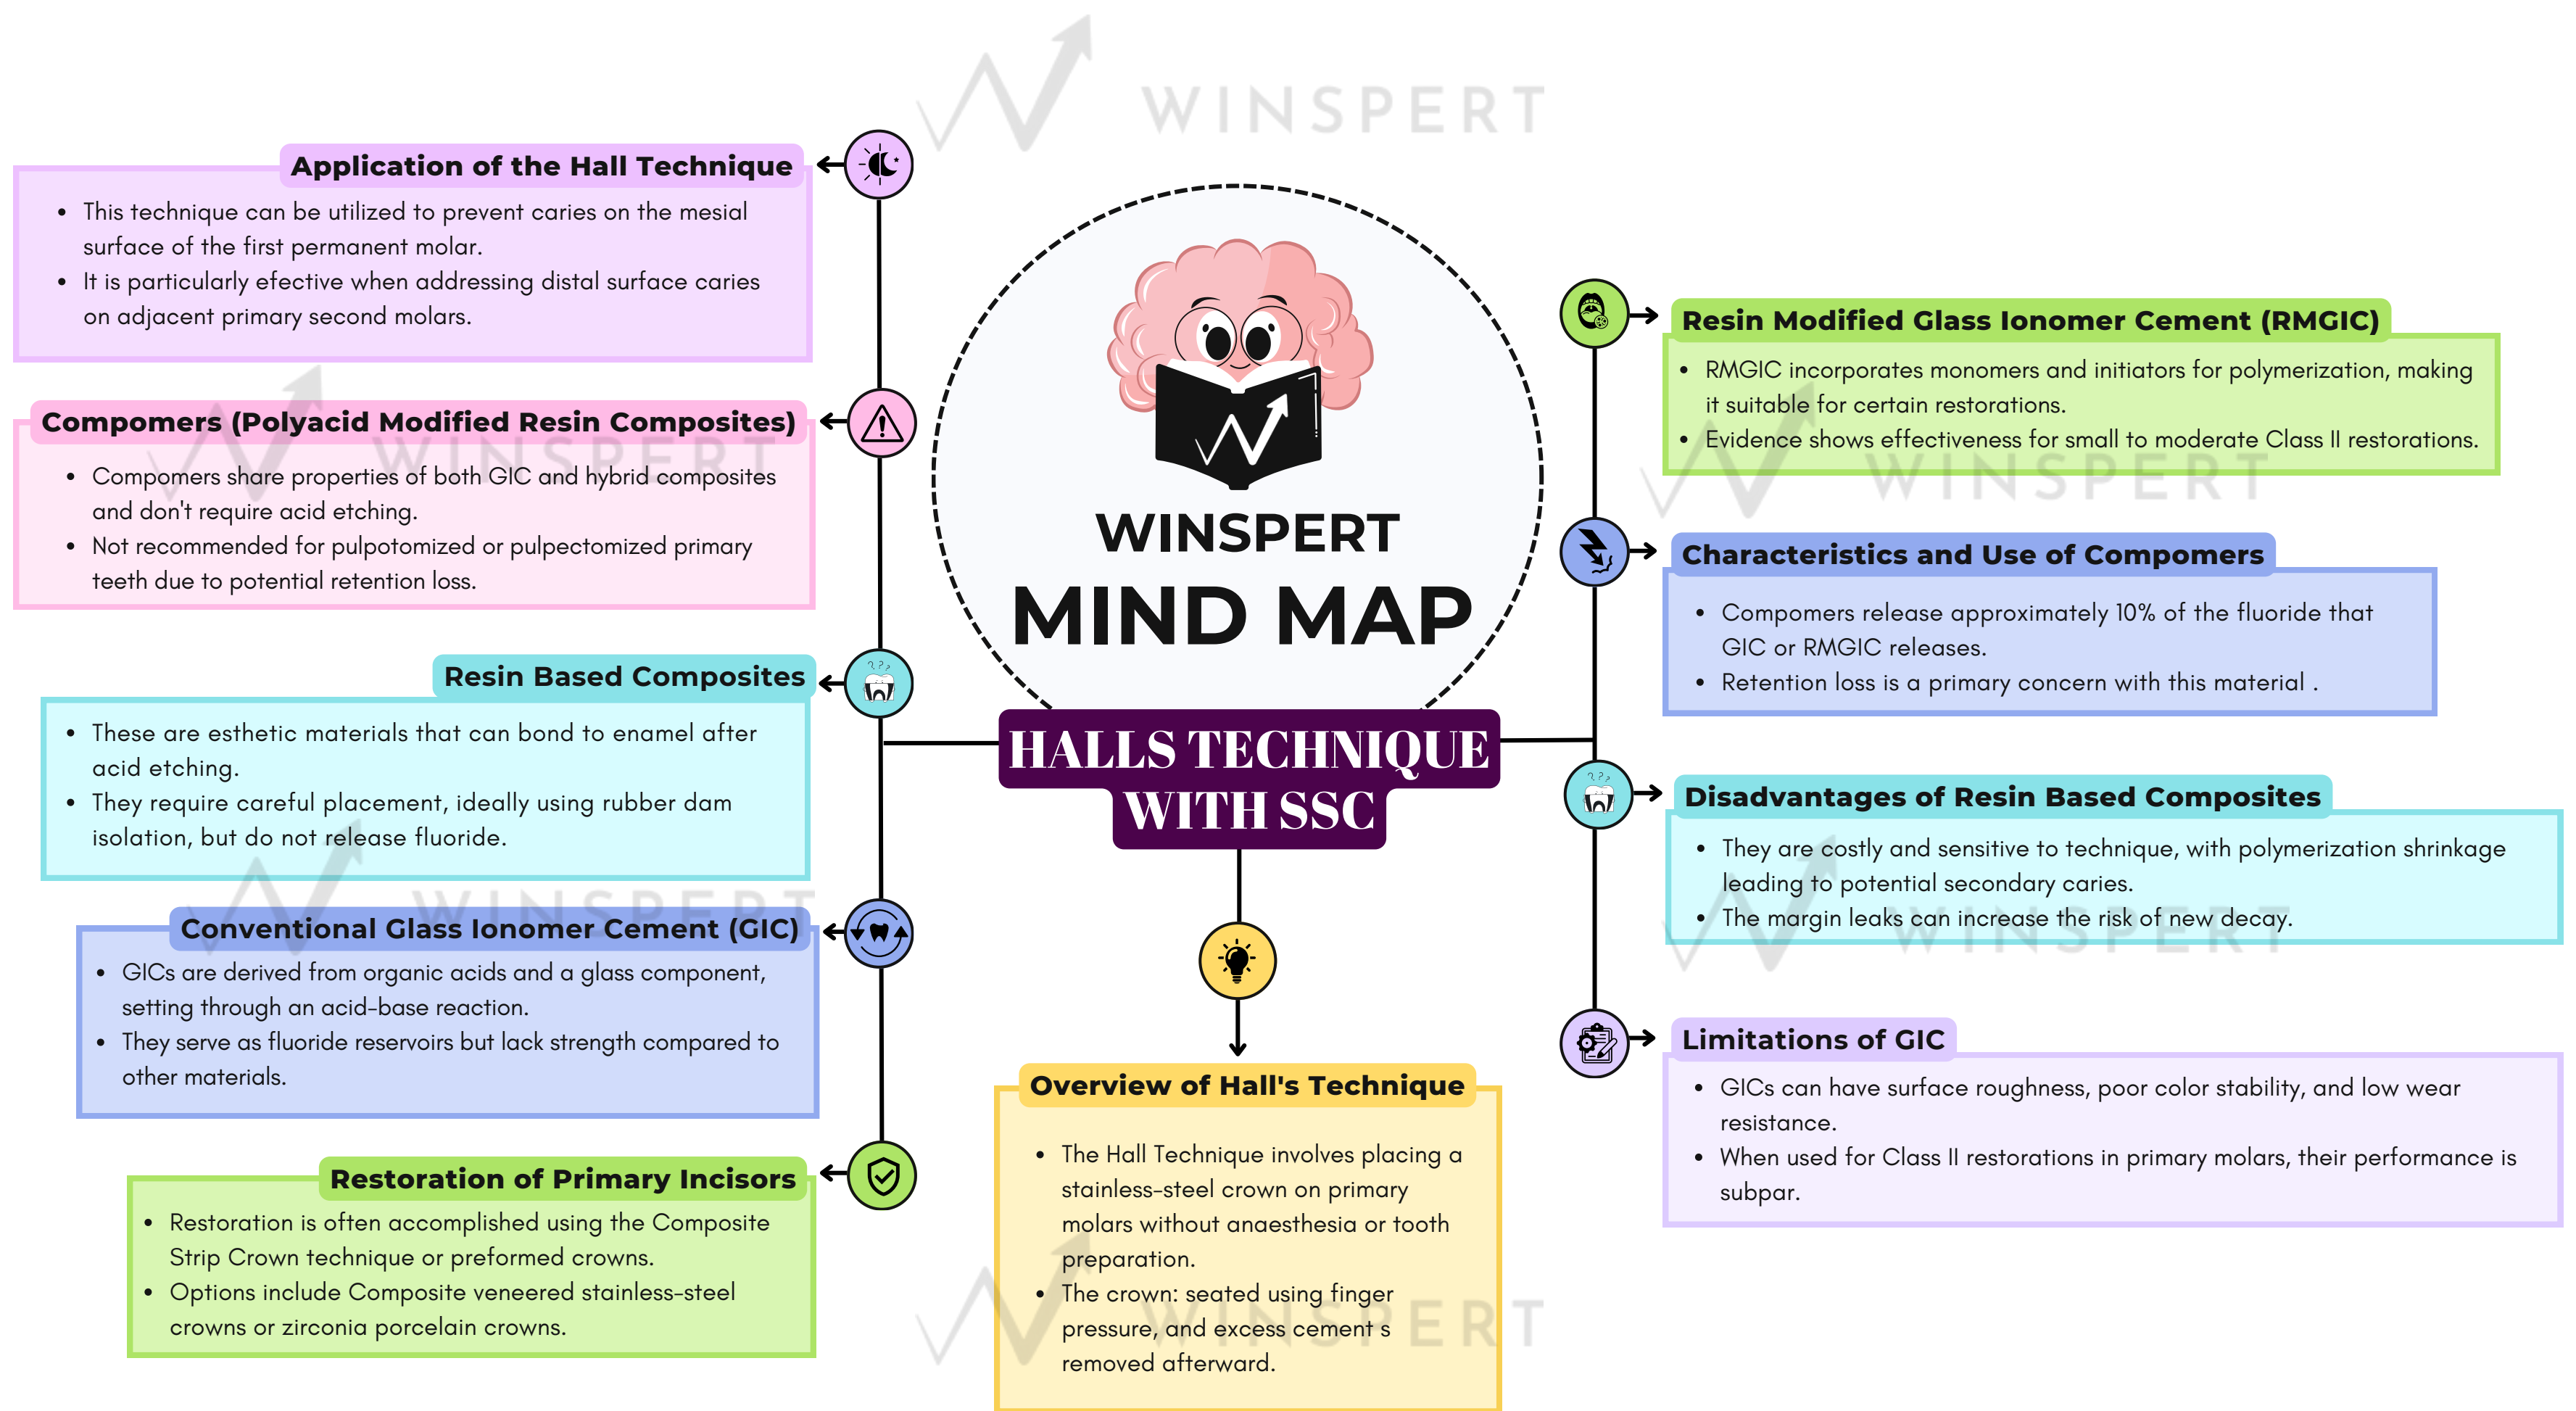 WINSPERT
Application of the Hall Technique
• This technique can be utilized to prevent caries on the mesial
surface of the first permanent molar.
• It is particularly efective when addressing distal surface caries
on adjacent primary second molars.
Compomers (Polyacid Modified Resin Composites)
WINSPERT
• Compomers share properties of both GIC and hybrid composites
and don't require acid etching.
• Not recommended for pulpotomized or pulpectomized primary
teeth due to potential retention loss.
Resin Based Composites
• These are esthetic materials that can bond to enamel after
acid etching.
• They require careful placement, ideally using rubber dam
isolation, but do not release fluoride.
WINSPERT
Conventional Glass Ionomer Cement (GIC)
• GICs are derived from organic acids and a glass component,
setting through an acid-base reaction.
• They serve as fluoride reservoirs but lack strength compared to
other materials.
Restoration of Primary Incisors
• Restoration is often accomplished using the Composite
Strip Crown technique or preformed crowns.
• Options include Composite veneered stainless-steel
crowns or zirconia porcelain crowns.
WINSPERT
MIND MAP
HALLS TECHNIQUE
WITH SSC
Overview of Hall's Technique
• The Hall Technique involves placing a
stainless-steel crown on primary
molars without anaesthesia or tooth
preparation.
• The crown: seated using finger
pressure, and excess cement s
removed afterward.
WINSPERT
Resin Modified Glass Ionomer Cement (RMGIC)
• RMGIC incorporates monomers and initiators for polymerization, making
it suitable for certain restorations.
• Evidence shows effectiveness for small to moderate Class II restorations.
WINSPERT
Characteristics and Use of Compomers
• Compomers release approximately 10% of the fluoride that
GIC or RMGIC releases.
• Retention loss is a primary concern with this material .
Disadvantages of Resin Based Composites
• They are costly and sensitive to technique, with polymerization shrinkage
leading to potential secondary caries.
• The margin leaks can increase the risk of new decay.
WINSPERT
Limitations of GIC
• GICs can have surface roughness, poor color stability, and low wear
resistance.
• When used for Class II restorations in primary molars, their performance is
subpar.